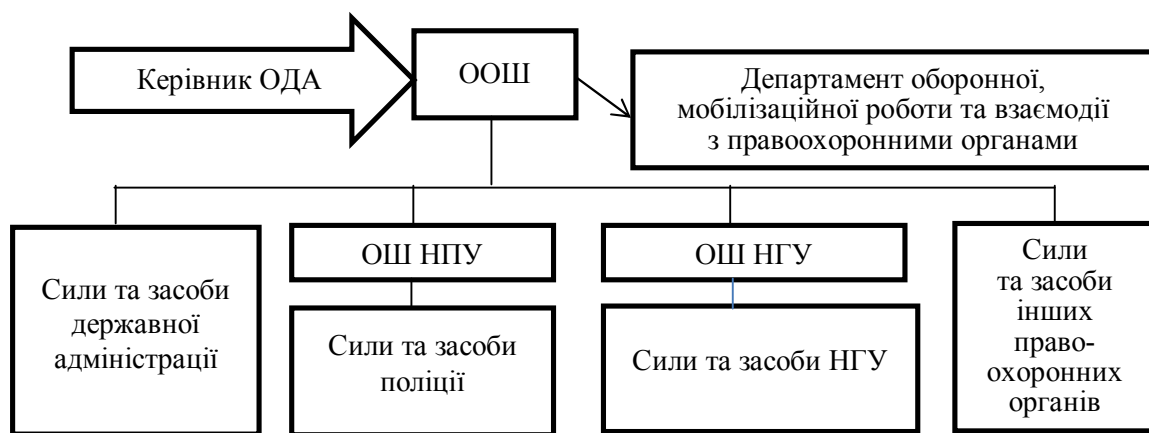 Керівник ОДА
ООШ
Департамент оборонної,
мобілізаційної роботи та взаємодії
з правоохоронними органами
Сили та засоби
державної
адміністрації
ОШ НПУ
Сили та засоби
поліції
ОШ НГУ
Сили та засоби НГУ
Сили
та засоби
інших
право-
охоронних
органів